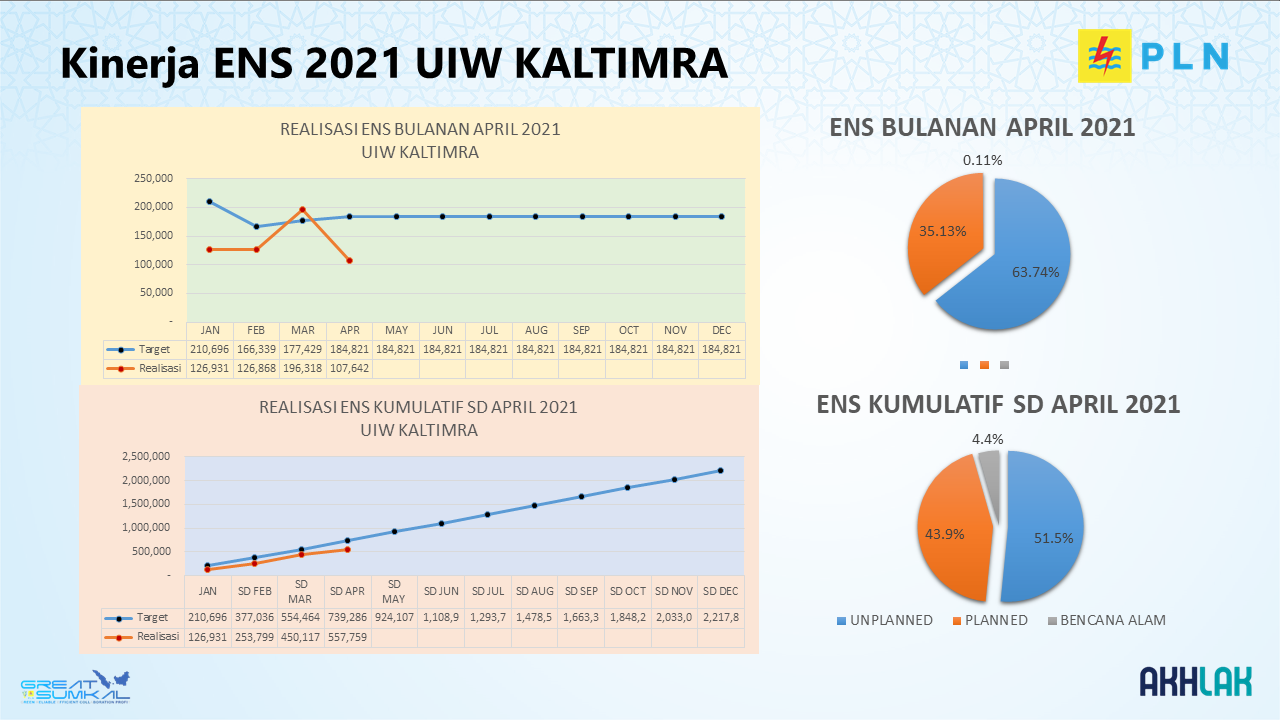 Kinerja ENS 2021 UIW KALTIMRA
PLN
REALISASI ENS BULANAN APRIL 2021
UIW KALTIMRA
250,000
200,000
150,000
100,000
50,000
-
JAN FEB MAR APR MAY JUN JUL AUG SEP OCT NOV DEC
Target 210,696 166,339 177,429 184,821 184,821 184,821 184,821 184,821 184,821 184,821 184,821 184,821
Realisasi 126,931 126,868 196,318 107,642
ENS BULANAN APRIL 2021
0.11%
35.13%
63.74%
REALISASI ENS KUMULATIF SD APRIL 2021
UIW KALTIMRA
2,500,000
2,000,000
1,500,000
1,000,000
500,000
-
JAN SD FEB SD MAR SD APR SD MAY SD JUN SD JUL SD AUG SD SEP SD OCT SD NOV SD DEC
Target 210,696 377,035 554,464 739,286 924,107 1,108,9 1,293,7 1,478,5 1,663,3 1,848,2 2,033,0 2,217,8
Realisasi 126,931 253,799 450,117 557,759
ENS KUMULATIF SD APRIL 2021
4.4%
43.9%
51.5%
UNPLANNED PLANNED BENCANA ALAM
GREAT
SUMKAL
AKHLAK